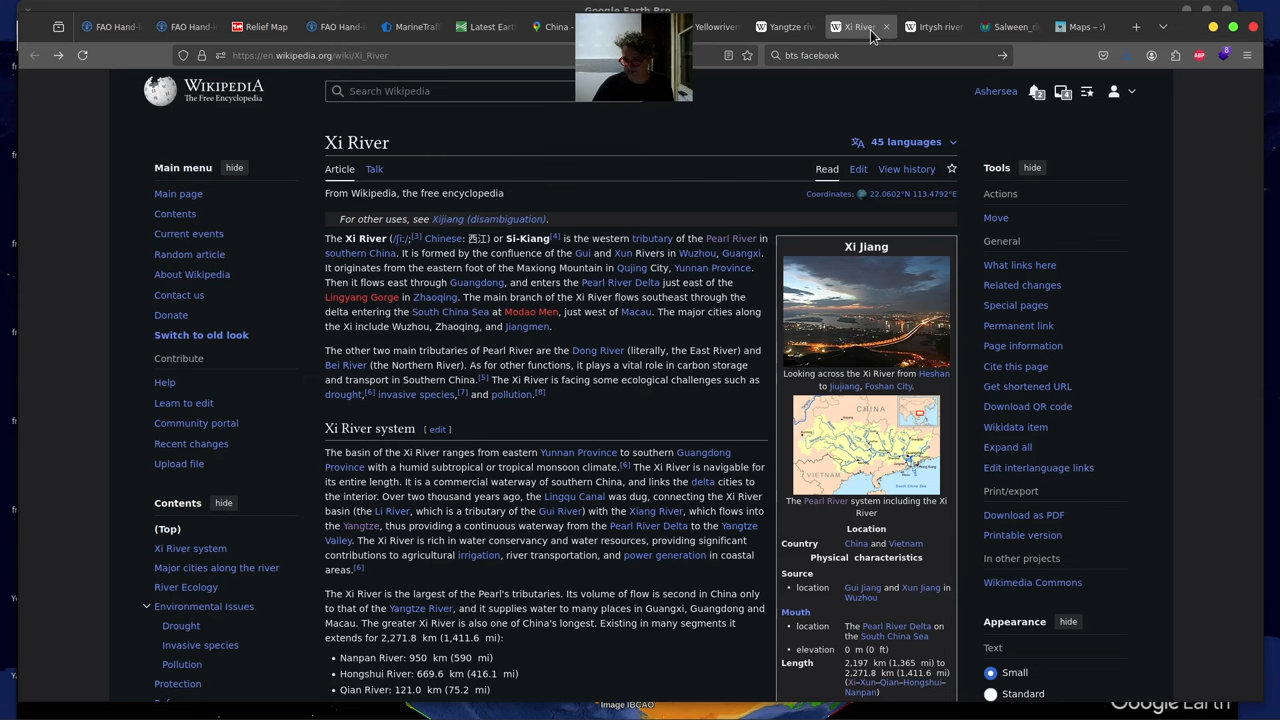 Google Earth Pro
FAO Hand-in
FAO Hand-in
Relief Map
FAO Hand-in
MarineTraff
Latest Earth
China -
Yellowriver
Yangtze riv
Xi River
Irtysh river
Salween_ri
Maps — :)
https://en.wikipedia.org/wiki/Xi_River
bts facebook
8
WIKIPEDIA
The Free Encyclopedia
Search Wikipedia
Ashersea
2
4
Xi River
45 languages
Article
Talk
Read
Edit
View history
From Wikipedia, the free encyclopedia
Coordinates: 22.0602°N 113.4792°E
For other uses, see Xijiang (disambiguation).
The Xi River (/ʃiː/;[3] Chinese: 西江) or Si-Kiang[4] is the western tributary of the Pearl River in
southern China. It is formed by the confluence of the Gui and Xun Rivers in Wuzhou, Guangxi.
It originates from the eastern foot of the Maxiong Mountain in Qujing City, Yunnan Province.
Then it flows east through Guangdong, and enters the Pearl River Delta just east of the
Lingyang Gorge in Zhaoqing. The main branch of the Xi River flows southeast through the
delta entering the South China Sea at Modao Men, just west of Macau. The major cities along
the Xi include Wuzhou, Zhaoqing, and Jiangmen.
The other two main tributaries of Pearl River are the Dong River (literally, the East River) and
Bei River (the Northern River). As for other functions, it plays a vital role in carbon storage
and transport in Southern China.[5] The Xi River is facing some ecological challenges such as
drought,[6] invasive species,[7] and pollution.[8]
Xi River system [ edit ]
The basin of the Xi River ranges from eastern Yunnan Province to southern Guangdong
Province with a humid subtropical or tropical monsoon climate.[6] The Xi River is navigable for
its entire length. It is a commercial waterway of southern China, and links the delta cities to
the interior. Over two thousand years ago, the Lingqu Canal was dug, connecting the Xi River
basin (the Li River, which is a tributary of the Gui River) with the Xiang River, which flows into
the Yangtze, thus providing a continuous waterway from the Pearl River Delta to the Yangtze
Valley. The Xi River is rich in water conservancy and water resources, providing significant
contributions to agricultural irrigation, river transportation, and power generation in coastal
areas.[6]
The Xi River is the largest of the Pearl's tributaries. Its volume of flow is second in China only
to that of the Yangtze River, and it supplies water to many places in Guangxi, Guangdong and
Macau. The greater Xi River is also one of China's longest. Existing in many segments it
extends for 2,271.8 km (1,411.6 mi):
• Nanpan River: 950 km (590 mi)
• Hongshui River: 669.6 km (416.1 mi)
• Qian River: 121.0 km (75.2 mi)
Main menu hide
Main page
Contents
Current events
Random article
About Wikipedia
Contact us
Donate
Switch to old look
Contribute
Help
Learn to edit
Community portal
Recent changes
Upload file
Contents hide
(Top)
Xi River system
Major cities along the river
River Ecology
Environmental Issues
Drought
Invasive species
Pollution
Protection
Xi Jiang
Looking across the Xi River from Heshan
to Jiujiang, Foshan City.
CHINA
VIETNAM
The Pearl River system including the Xi
River
Location
Country China and Vietnam
Physical characteristics
Source
• location Gui Jiang and Xun Jiang in
Wuzhou
Mouth
• location The Pearl River Delta on
the South China Sea
• elevation 0 m (0 ft)
Length 2,197 km (1,365 mi) to
2,271.8 km (1,411.6 mi)
(Xi–Xun–Qian–Hongshui–
Nanpan)
Tools hide
Actions
Move
General
What links here
Related changes
Special pages
Permanent link
Page information
Cite this page
Get shortened URL
Download QR code
Wikidata item
Expand all
Edit interlanguage links
Print/export
Download as PDF
Printable version
In other projects
Wikimedia Commons
Appearance hide
Text
Small
Standard
Image IBCAO
Google Earth